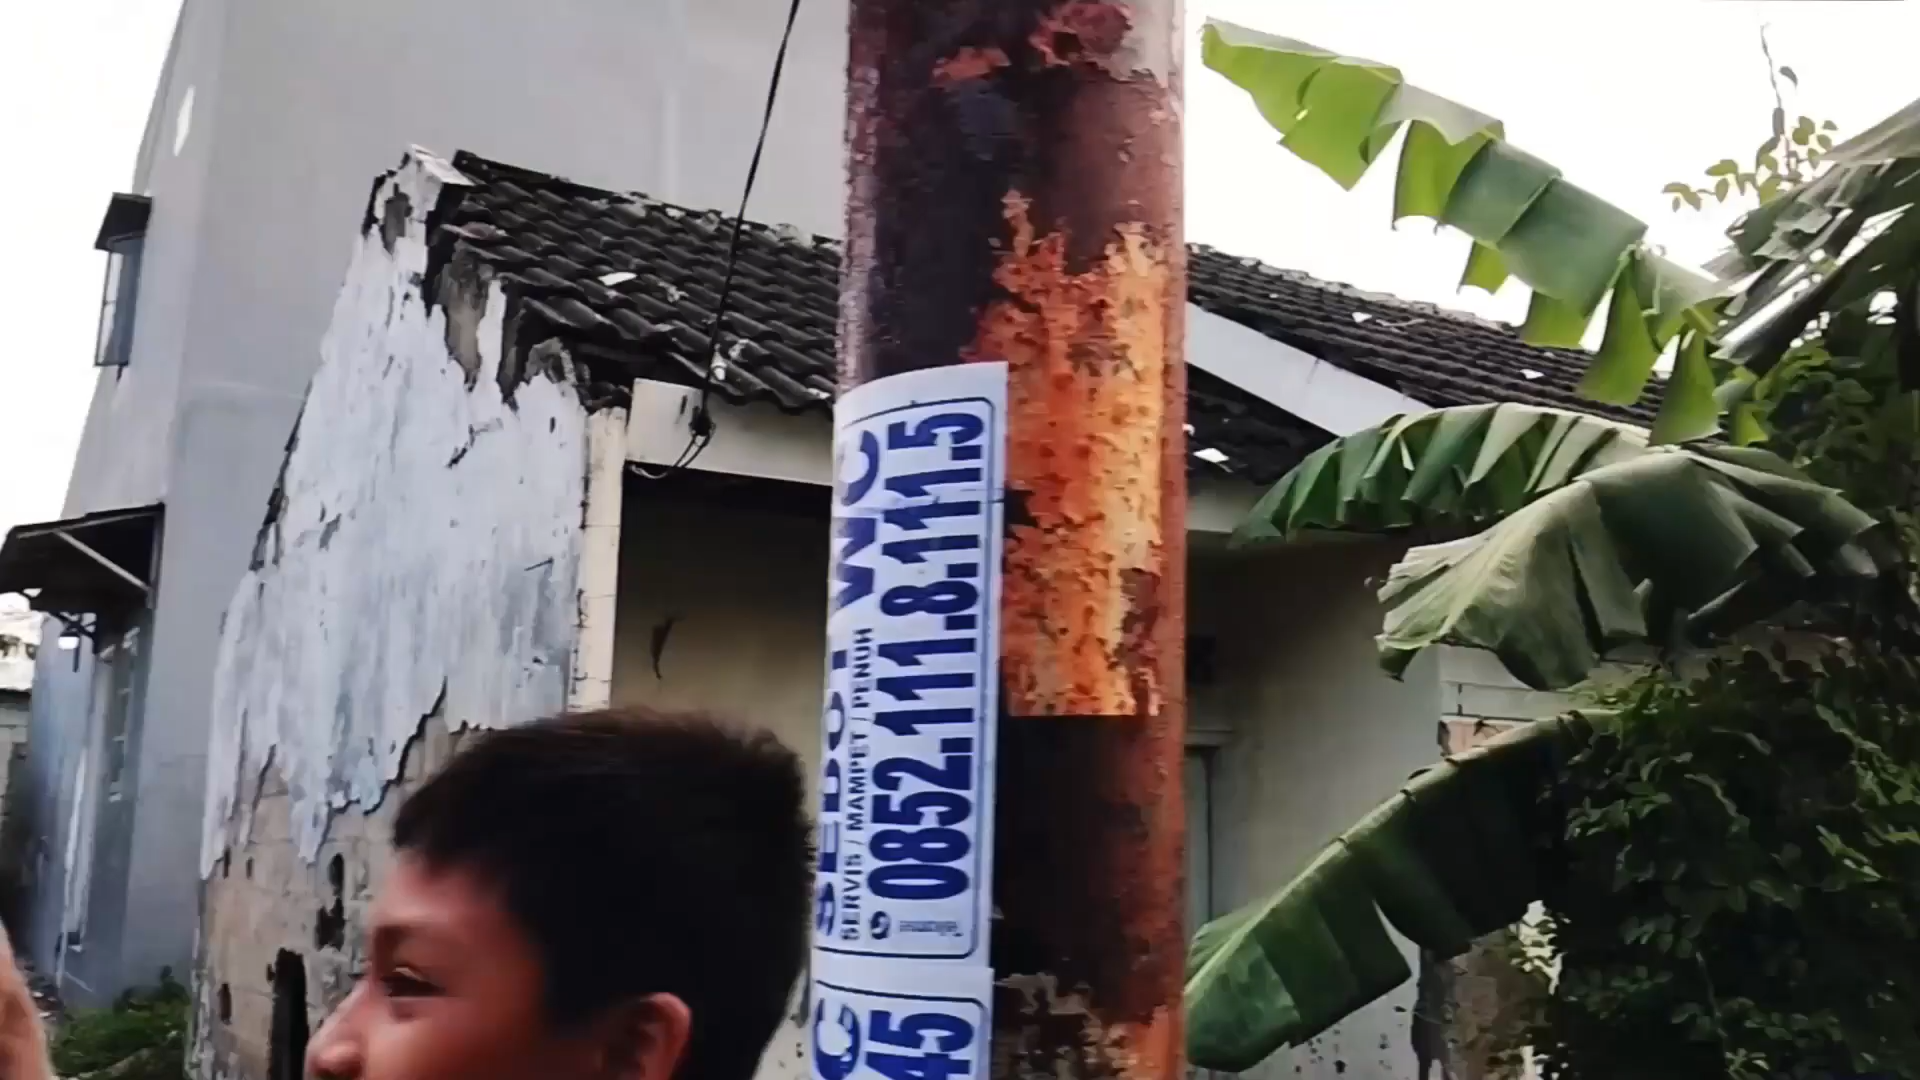 SEDOT WC
SERVIS / MAMPET / PENUH
0852.111.8.111.5
C
45